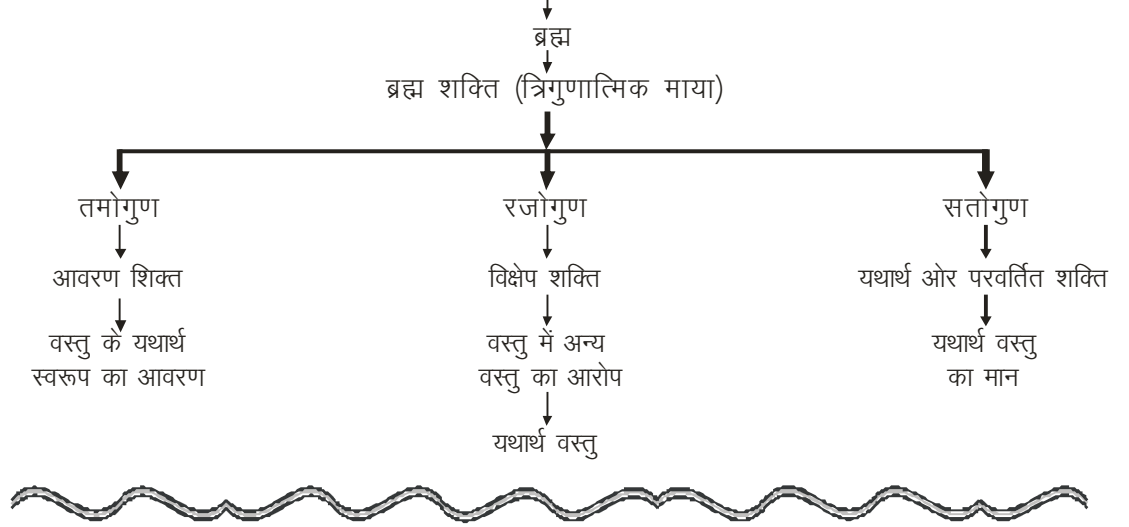 ब्रह्म
ब्रह्म शक्ति (त्रिगुणात्मिक माया)
तमोगुण रजोगुण सतोगुण
आवरण शिक्त विक्षेप शक्ति यथार्थ ओर परवर्तित शक्ति
वस्तु के यथार्थ वस्तु में अन्य यथार्थ वस्तु
स्वरूप का आवरण वस्तु का आरोप का मान
यथार्थ वस्तु